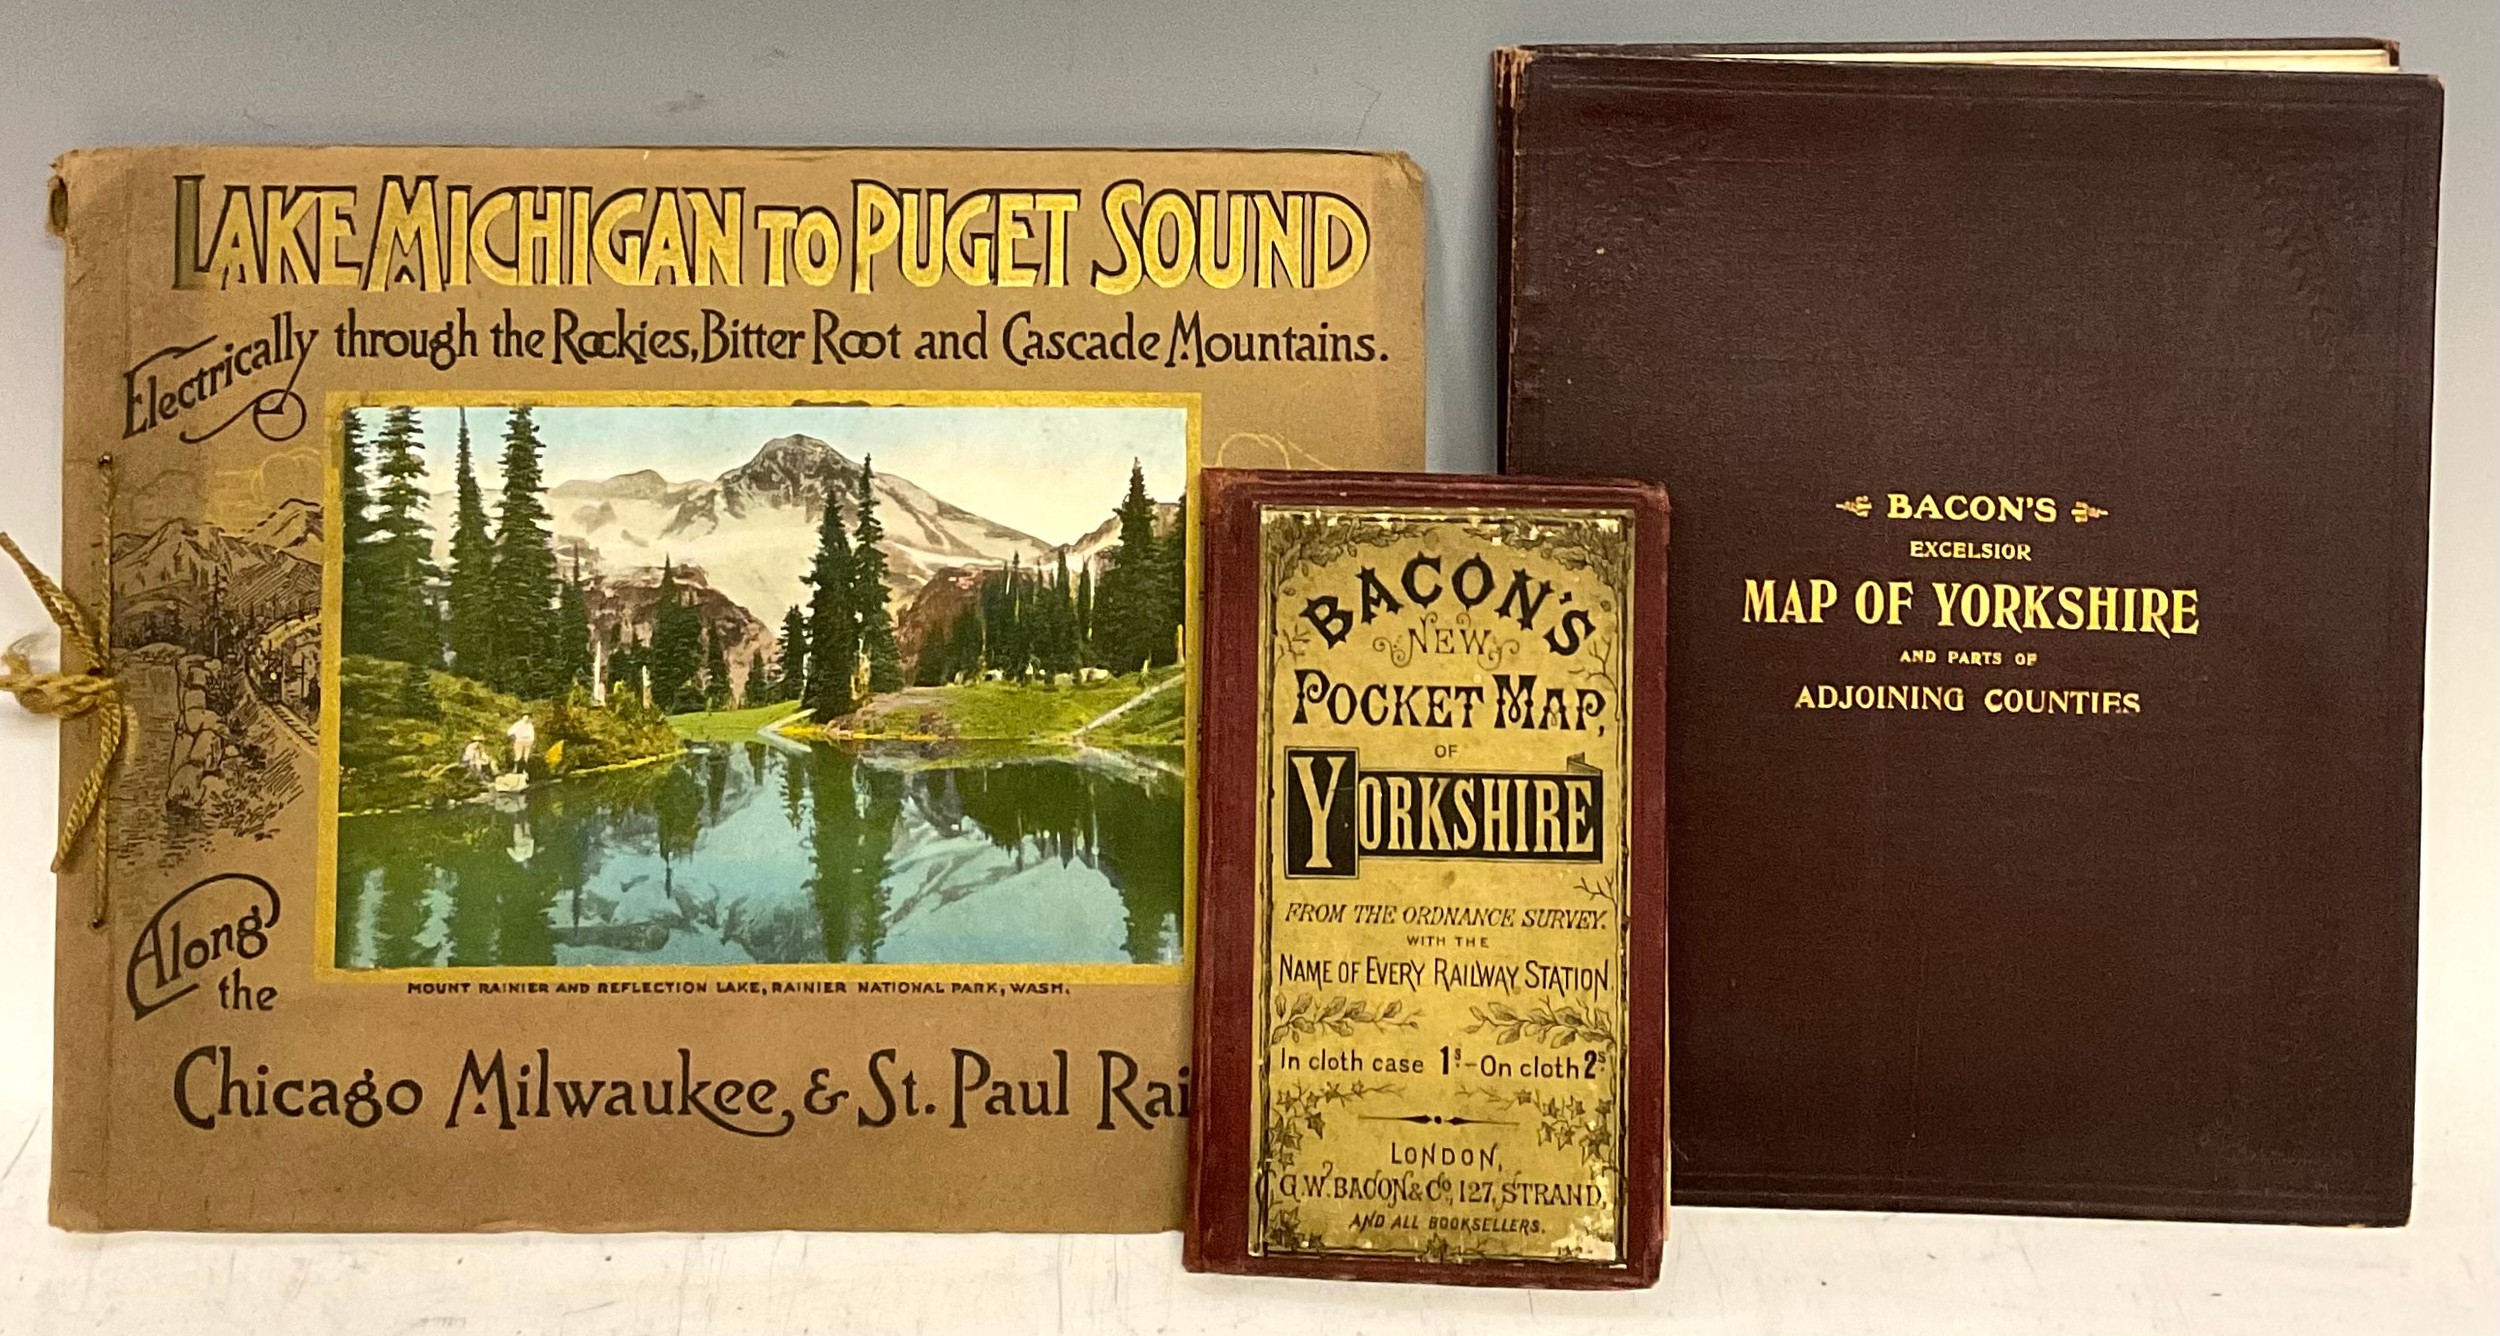 LAKE MICHIGAN TO PUGET SOUND
Electrically through the Rockies, Bitter Root and Cascade Mountains.
MOUNT RAINIER AND REFLECTION LAKE, RAINIER NATIONAL PARK, WASH.
Along
the
Chicago Milwaukee, & St. Paul Rai
BACON'S
NEW
POCKET MAP,
OF
YORKSHIRE
FROM THE ORDNANCE SURVEY.
WITH THE
NAME OF EVERY RAILWAY STATION.
In cloth case 1s.–On cloth 2s.
LONDON,
G.W. BACON & Co., 127, STRAND,
AND ALL BOOKSELLERS.
BACON'S
EXCELSIOR
MAP OF YORKSHIRE
AND PARTS OF
ADJOINING COUNTIES